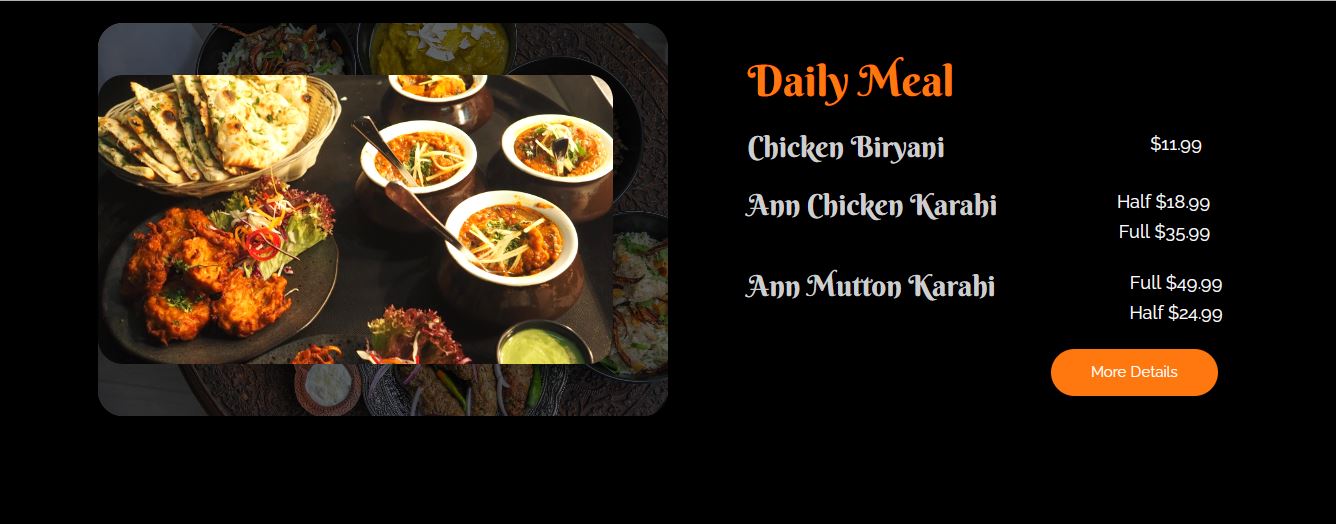 Daily Meal
Chicken Biryani $11.99
Ann Chicken Karahi Half $18.99
Full $35.99
Ann Mutton Karahi Full $49.99
Half $24.99
More Details